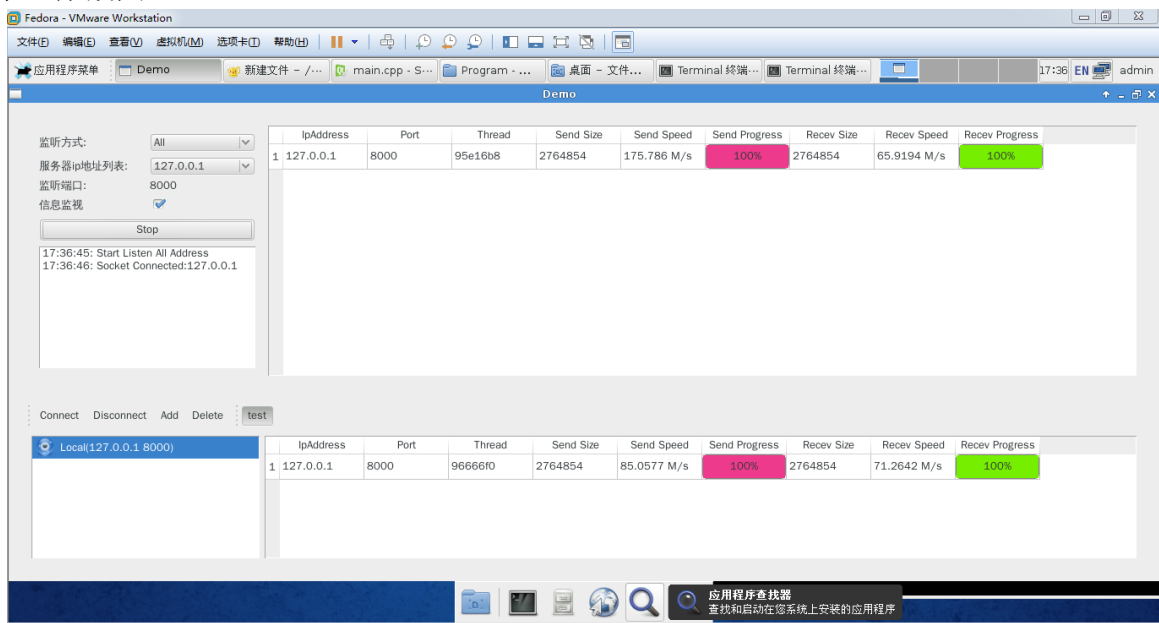 Fedora - VMware Workstation
文件(F) 编辑(E) 查看(V) 虚拟机(M) 选项卡(T) 帮助(H)
应用程序菜单 Demo 新建文件 - /··· main.cpp - S··· Program - ... 桌面 - 文件... Terminal 终端··· Terminal 终端··· 17:36 EN admin
Demo
监听方式: All
服务器ip地址列表: 127.0.0.1
监听端口: 8000
信息监视
Stop
17:36:45: Start Listen All Address
17:36:46: Socket Connected:127.0.0.1
IpAddress Port Thread Send Size Send Speed Send Progress Recev Size Recev Speed Recev Progress
1 127.0.0.1 8000 95e16b8 2764854 175.786 M/s 100% 2764854 65.9194 M/s 100%
Connect Disconnect Add Delete test
Local(127.0.0.1 8000)
IpAddress Port Thread Send Size Send Speed Send Progress Recev Size Recev Speed Recev Progress
1 127.0.0.1 8000 96666f0 2764854 85.0577 M/s 100% 2764854 71.2642 M/s 100%
应用程序查找器
查找和启动在您系统上安装的应用程序